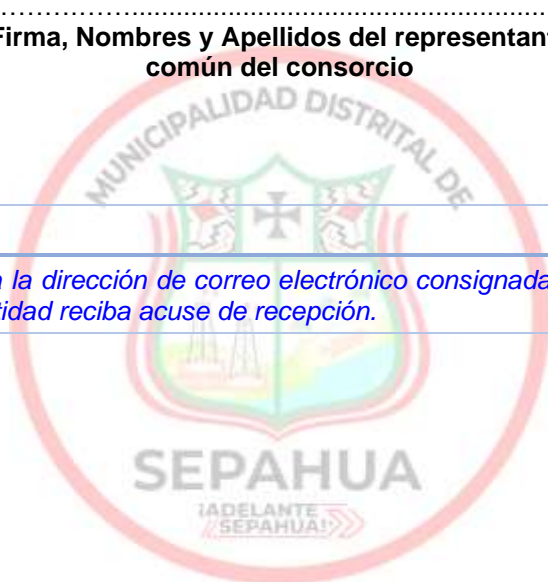 …………………………………………………………………
Firma, Nombres y Apellidos del representant
común del consorcio
MUNICIPALIDAD DISTRITAL DE
a la dirección de correo electrónico consignada
tidad reciba acuse de recepción.
SEPAHUA
¡ADELANTE
SEPAHUA!